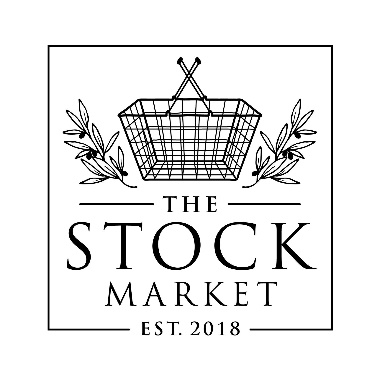 THE
STOCK
MARKET
EST. 2018